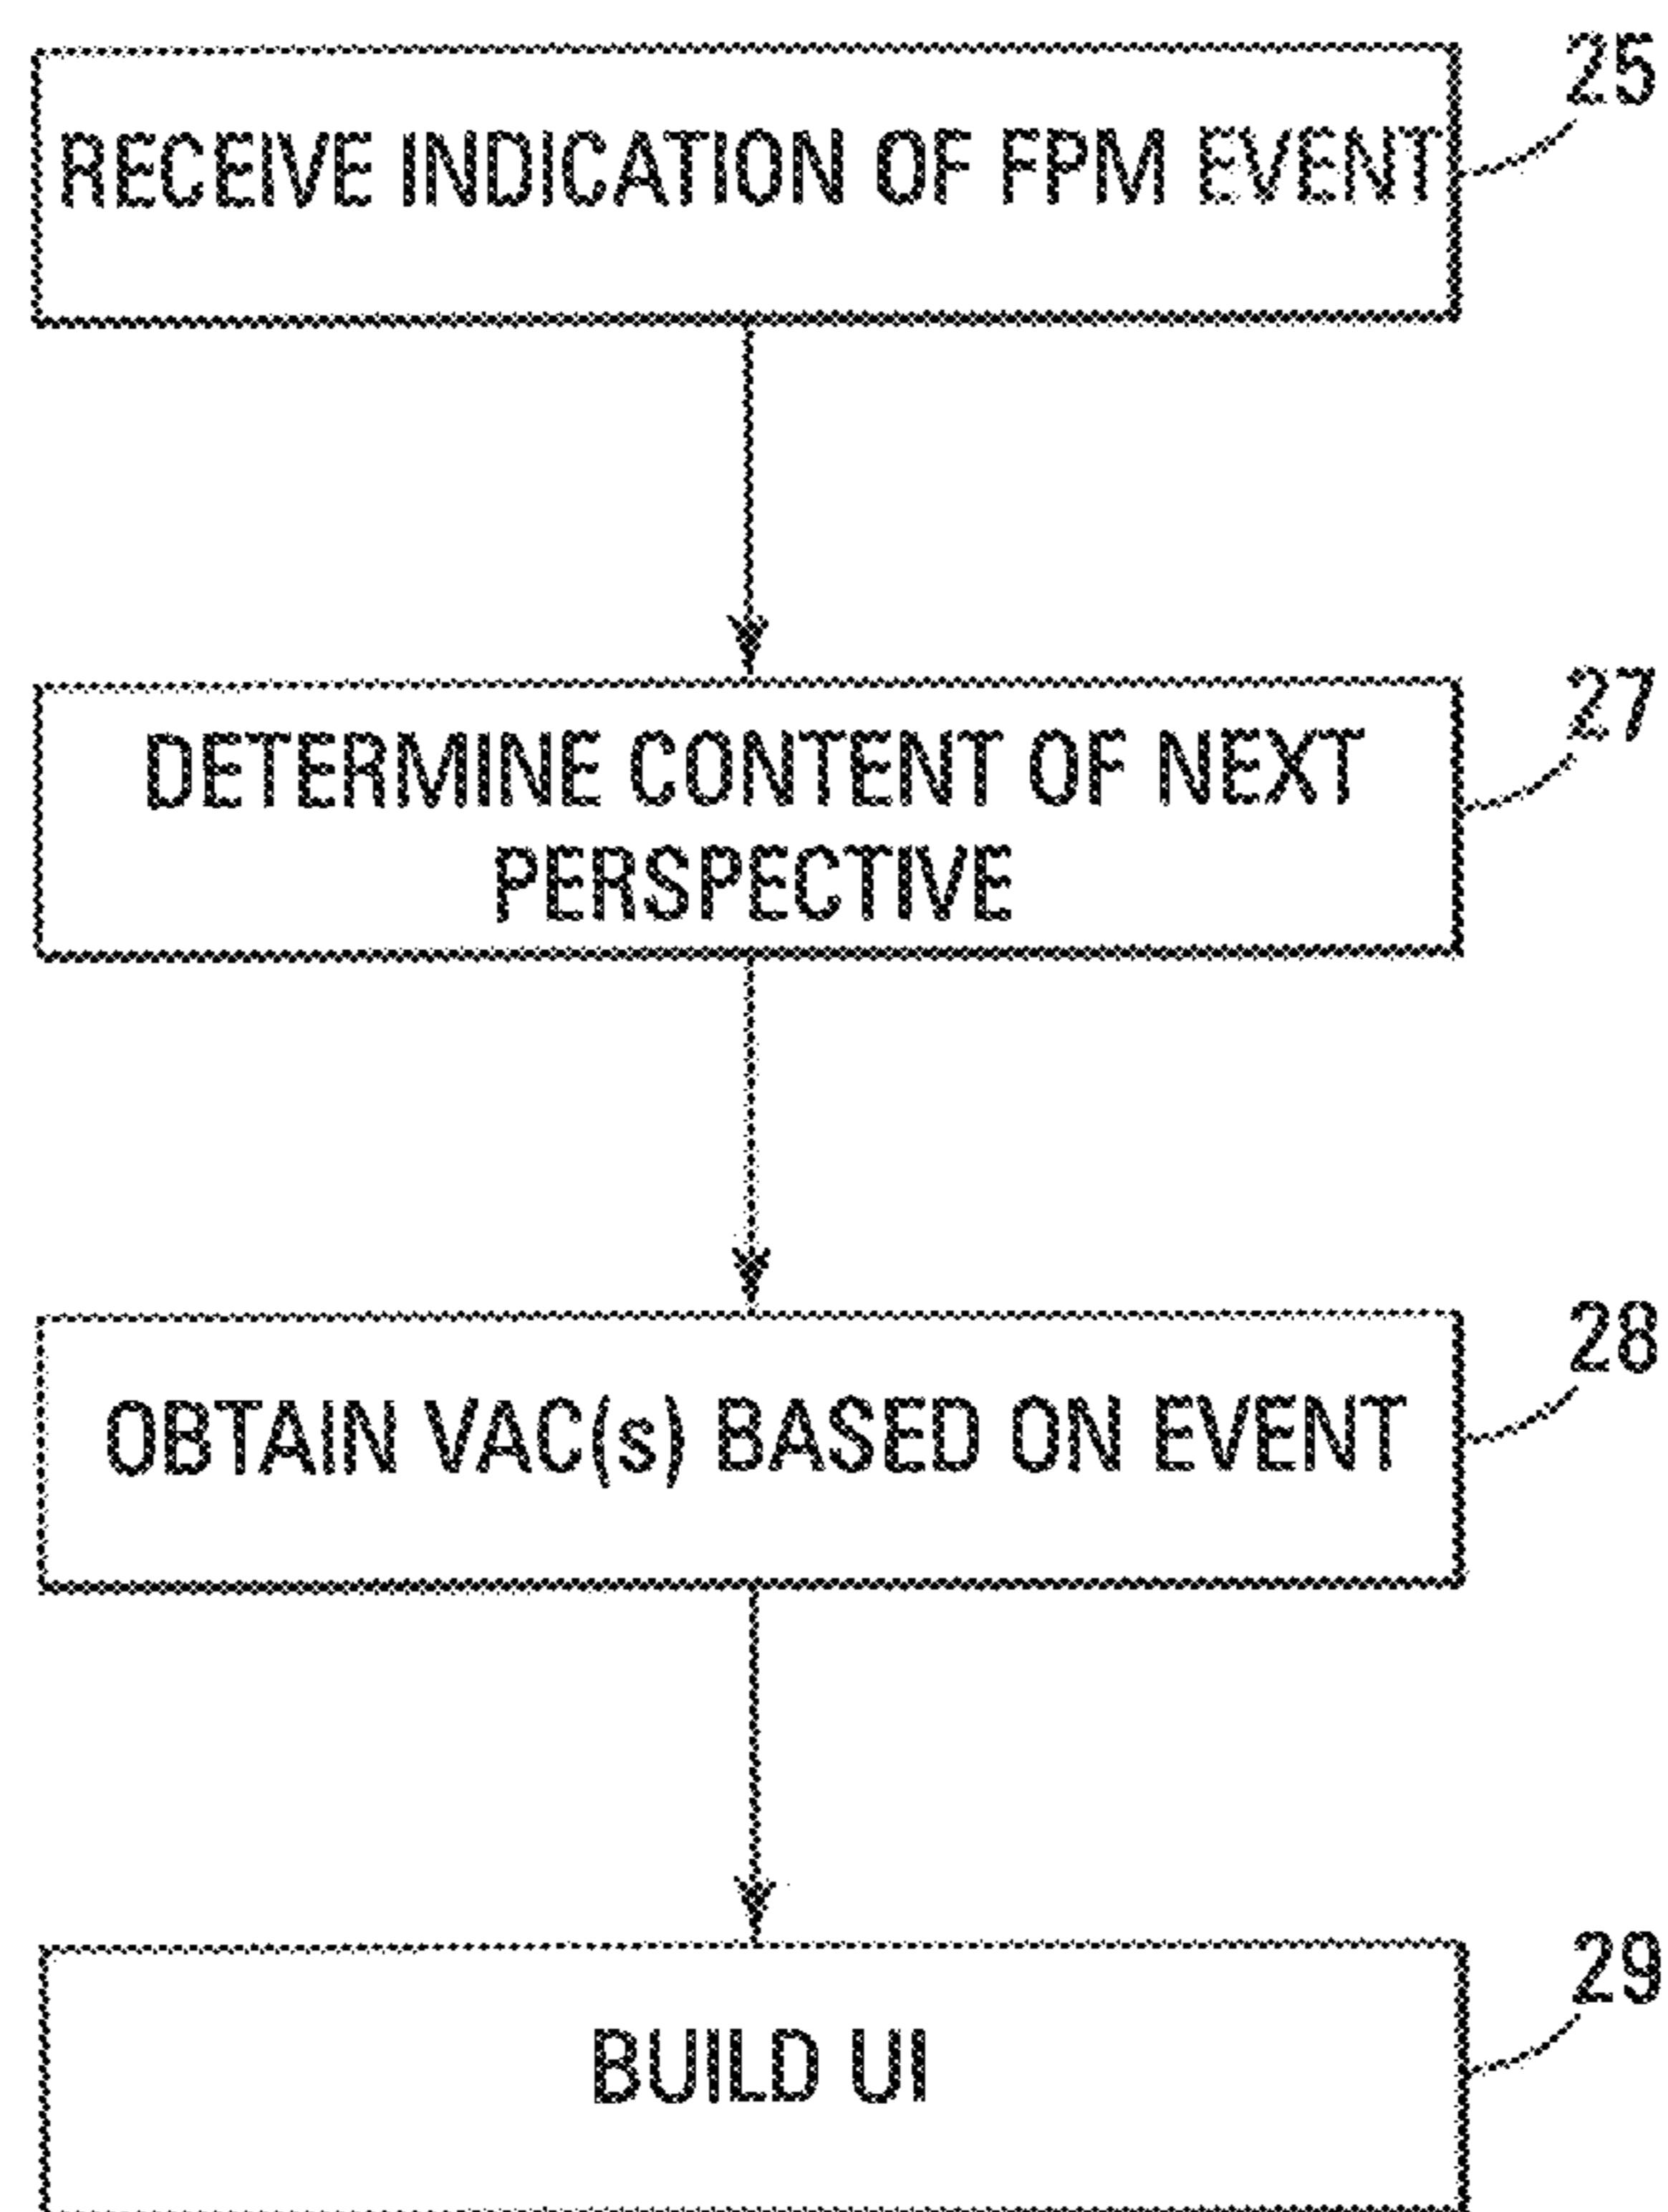 25
RECEIVE INDICATION OF FPM EVENT
27
DETERMINE CONTENT OF NEXT
PERSPECTIVE
28
OBTAIN VAC(s) BASED ON EVENT
29
BUILD UI